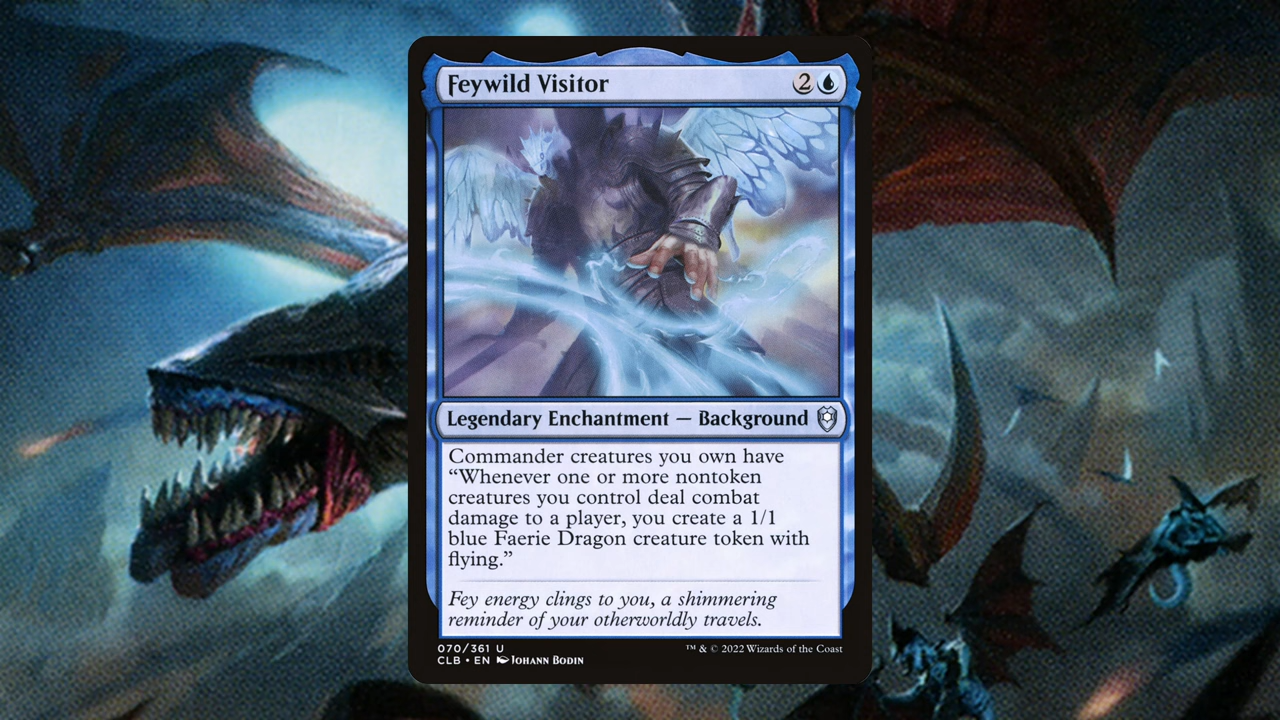 Feywild Visitor 2
Legendary Enchantment — Background
Commander creatures you own have
“Whenever one or more nontoken
creatures you control deal combat
damage to a player, you create a 1/1
blue Faerie Dragon creature token with
flying.”
Fey energy clings to you, a shimmering
reminder of your otherworldly travels.
070/361 U
CLB • EN Johann Bodin
™ & © 2022 Wizards of the Coast